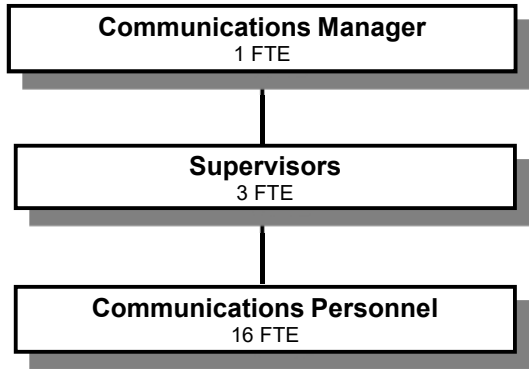 Communications Manager
1 FTE
Supervisors
3 FTE
Communications Personnel
16 FTE